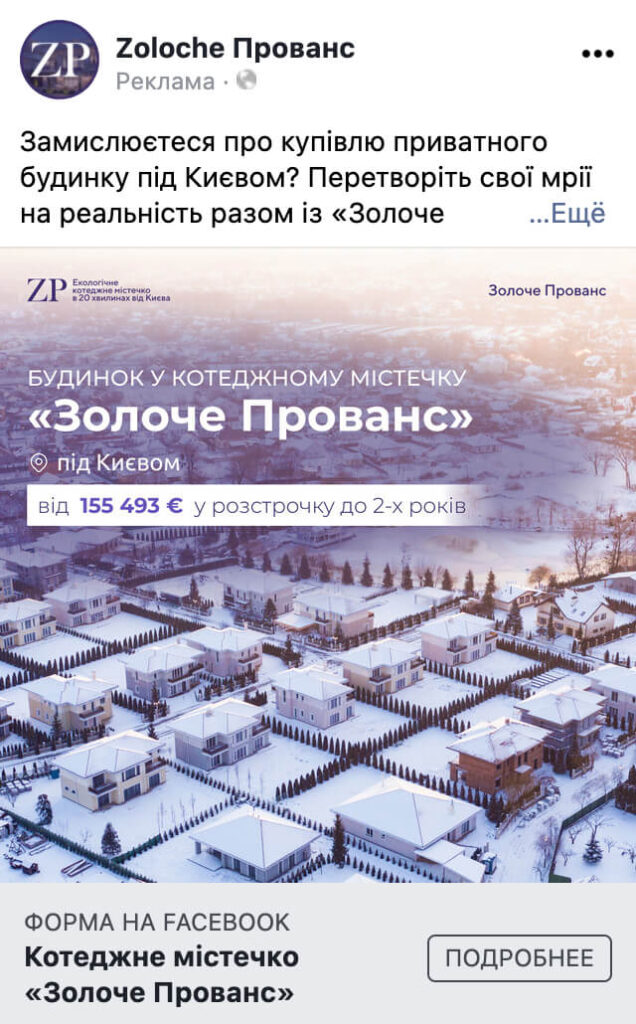 ZP
Zoloche Прованс
Реклама ·
Замислюєтеся про купівлю приватного
будинку під Києвом? Перетворіть свої мрії
на реальність разом із «Золоче ...Ещё
ZP
Екологічне
котеджне містечко
в 20 хвилинах від Києва
Золоче Прованс
БУДИНОК У КОТЕДЖНОМУ МІСТЕЧКУ
«Золоче Прованс»
під Києвом
від 155 493 € у розстрочку до 2-х років
ФОРМА НА FACEBOOK
Котеджне містечко
«Золоче Прованс»
ПОДРОБНЕЕ